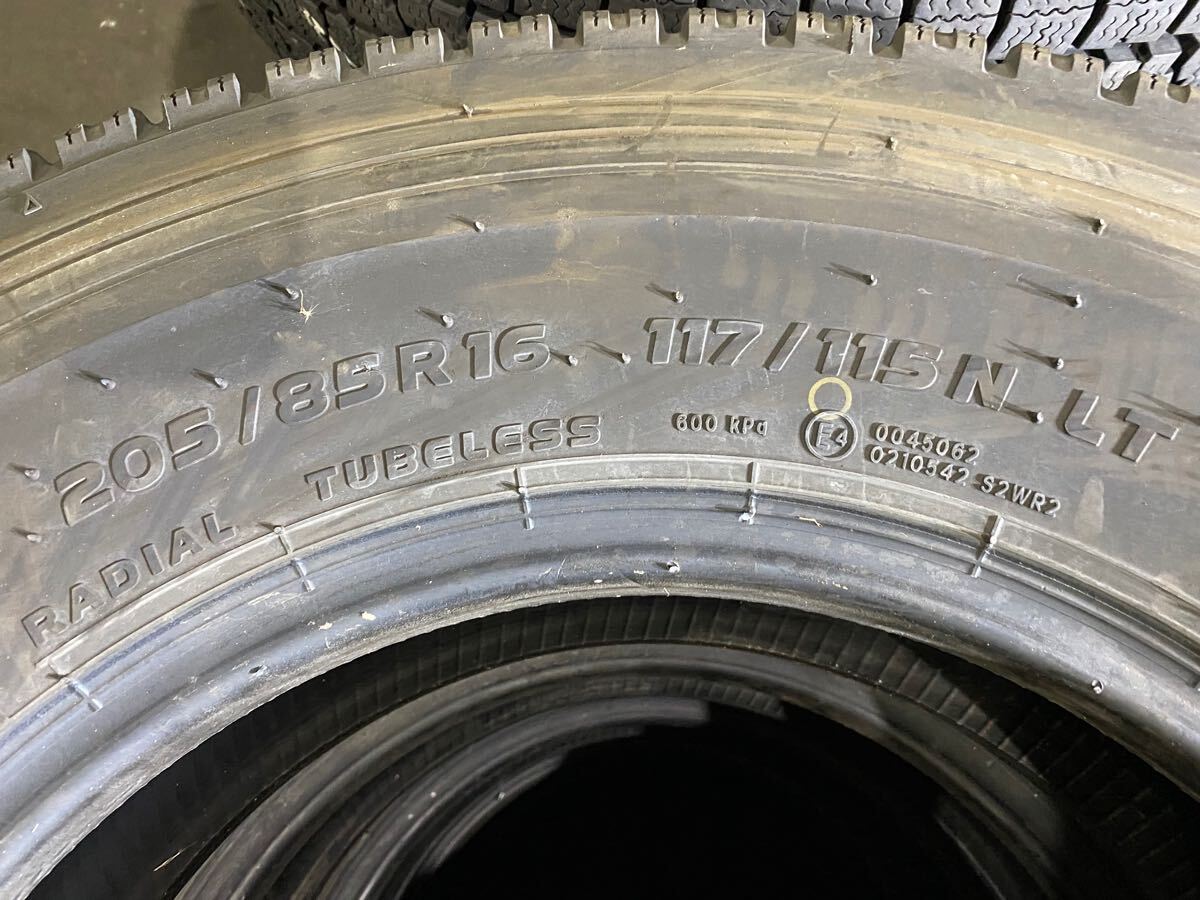 205/85R16 117/115N LT
RADIAL TUBELESS
600 kPa
E4
0045062
0210542 S2WR2